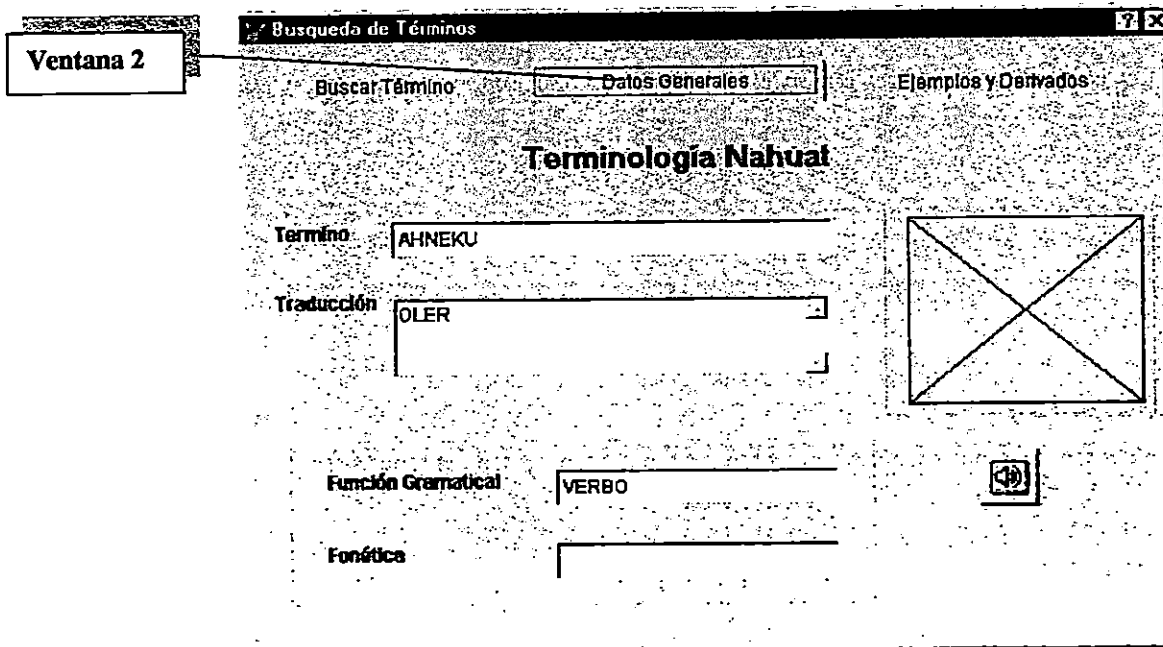 Busqueda de Términos
Ventana 2
Buscar Término
Datos Generales
Ejemplos y Derivados
Terminología Nahuat
Termino
AHNEKU
Traducción
OLER
Función Gramatical
VERBO
Fonética